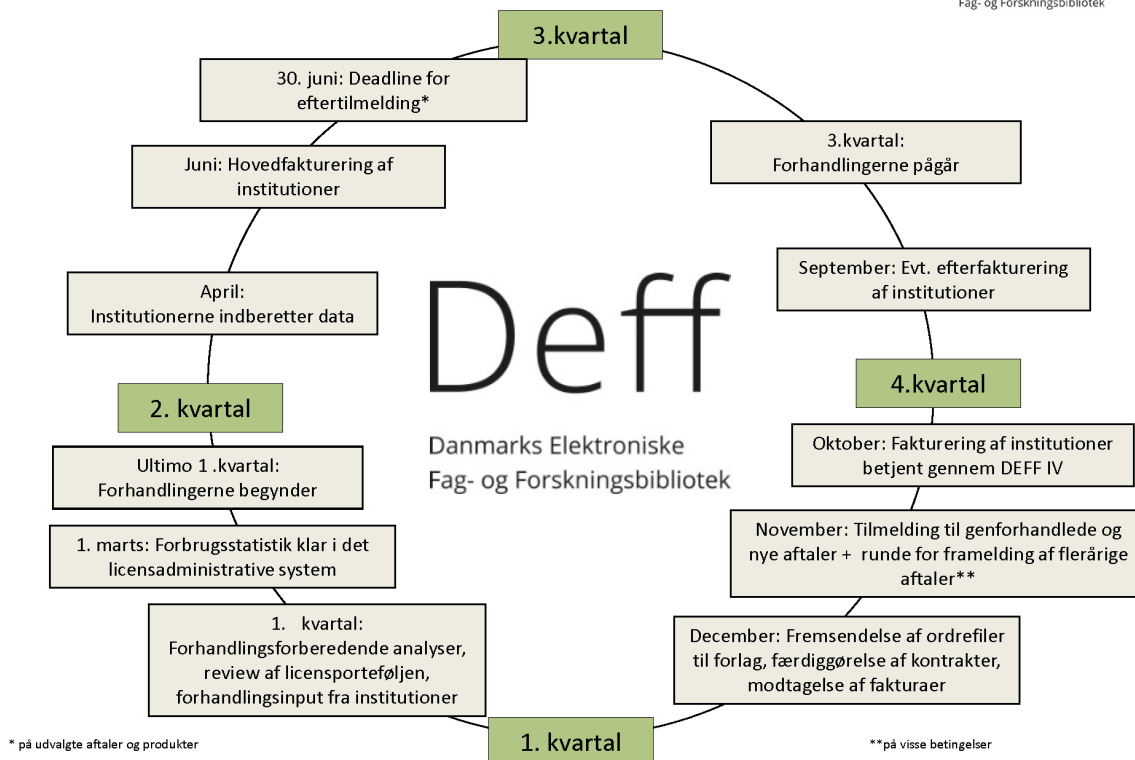 Fag- og Forskningsbibliotek
3.kvartal
30. juni: Deadline for
eftertilmelding*
Juni: Hovedfakturering af
institutioner
April:
Institutionerne indberetter data
2. kvartal
Ultimo 1 .kvartal:
Forhandlingerne begynder
1. marts: Forbrugsstatistik klar i det
licensadministrative system
1. kvartal:
Forhandlingsforberedende analyser,
review af licensporteføljen,
forhandlingsinput fra institutioner
Deff
Danmarks Elektroniske
Fag- og Forskningsbibliotek
3.kvartal:
Forhandlingerne pågår
September: Evt. efterfakturering
af institutioner
4.kvartal
Oktober: Fakturering af institutioner
betjent gennem DEFF IV
November: Tilmelding til genforhandlede og
nye aftaler + runde for framelding af flerårige
aftaler**
December: Fremsendelse af ordrefiler
til forlag, færdiggørelse af kontrakter,
modtagelse af fakturaer
1. kvartal
* på udvalgte aftaler og produkter
**på visse betingelser